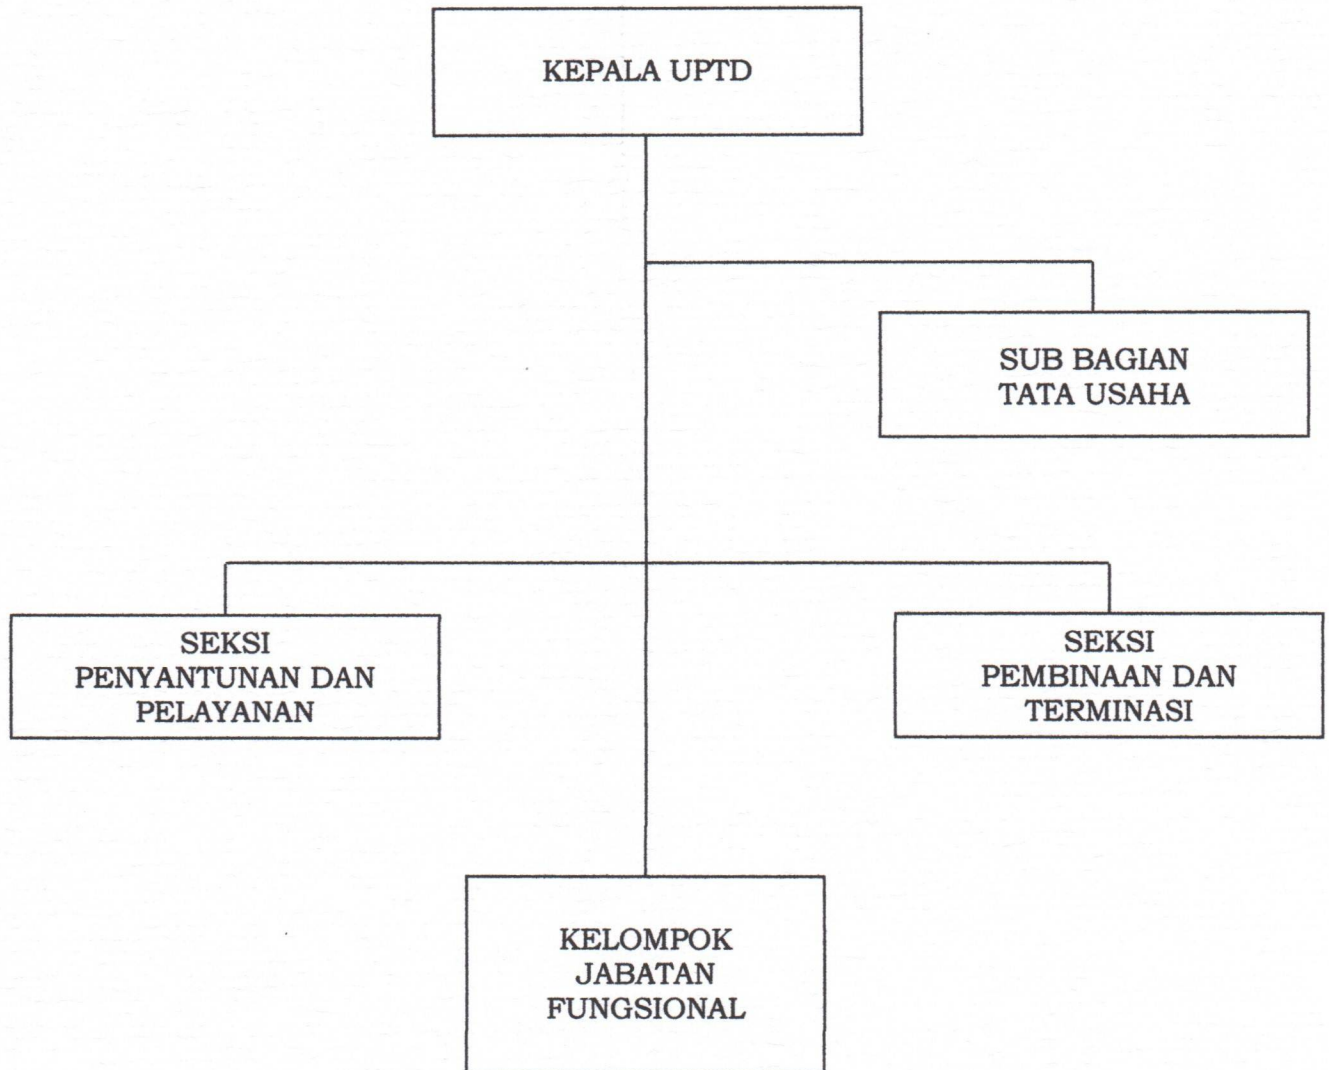 KEPALA UPTD
SUB BAGIAN
TATA USAHA
SEKSI
PENYANTUNAN DAN
PELAYANAN
SEKSI
PEMBINAAN DAN
TERMINASI
KELOMPOK
JABATAN
FUNGSIONAL